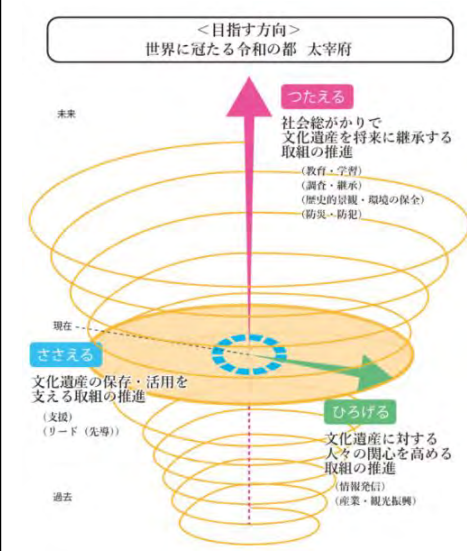 ＜目指す方向＞
世界に冠たる令和の都 太宰府
未来
つたえる
社会総がかりで
文化遺産を将来に継承する
取組の推進
（教育・学習）
（調査・継承）
（歴史的景観・環境の保全）
（防災・防犯）
現在
ささえる
文化遺産の保存・活用を
支える取組の推進
（支援）
（リード（先導））
ひろげる
文化遺産に対する
人々の関心を高める
取組の推進
（情報発信）
（産業・観光振興）
過去